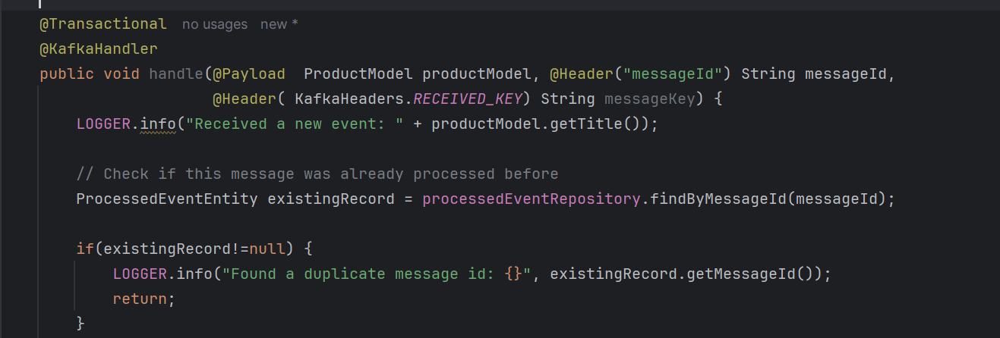 @Transactional no usages new *
@KafkaHandler
public void handle(@Payload ProductModel productModel, @Header("messageId") String messageId,
@Header( KafkaHeaders.RECEIVED_KEY) String messageKey) {
LOGGER.info("Received a new event: " + productModel.getTitle());
// Check if this message was already processed before
ProcessedEventEntity existingRecord = processedEventRepository.findByMessageId(messageId);
if(existingRecord!=null) {
LOGGER.info("Found a duplicate message id: {}", existingRecord.getMessageId());
return;
}